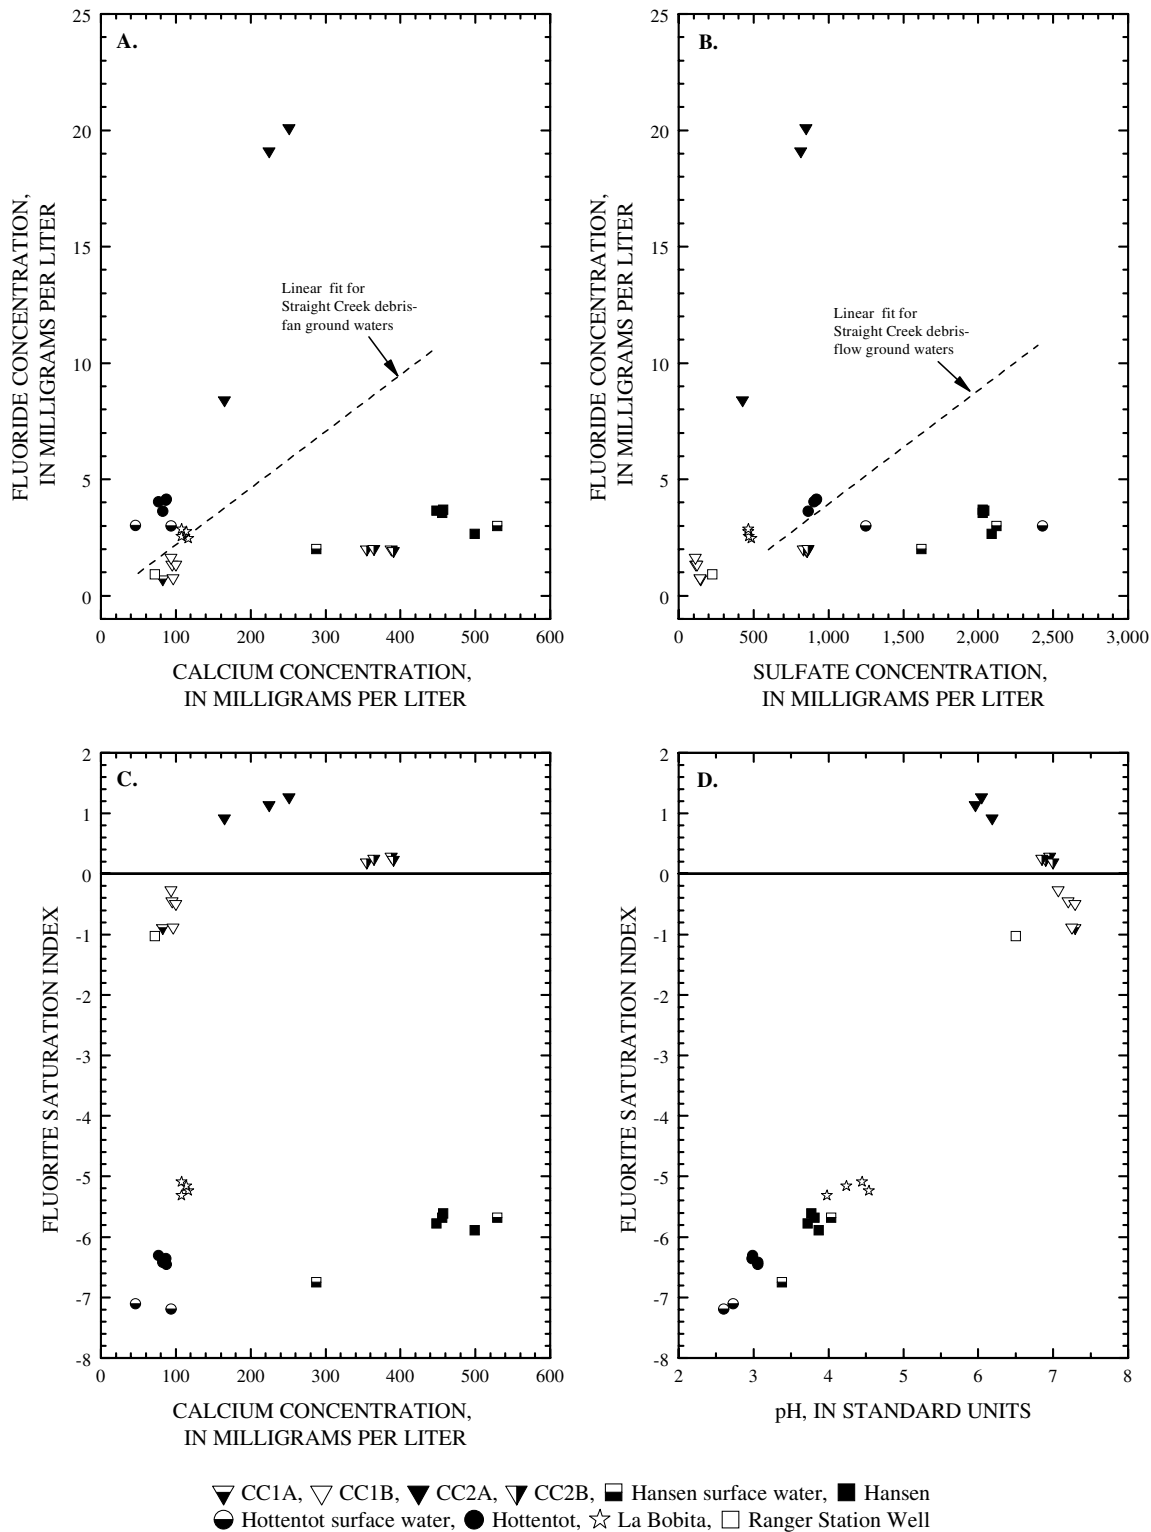 A.
25
20
15
10
5
0
FLUORIDE CONCENTRATION,
IN MILLIGRAMS PER LITER
Linear fit for
Straight Creek debris-
fan ground waters
0 100 200 300 400 500 600
CALCIUM CONCENTRATION,
IN MILLIGRAMS PER LITER
B.
25
20
15
10
5
0
FLUORIDE CONCENTRATION,
IN MILLIGRAMS PER LITER
Linear fit for
Straight Creek debris-
flow ground waters
0 500 1,000 1,500 2,000 2,500 3,000
SULFATE CONCENTRATION,
IN MILLIGRAMS PER LITER
C.
2
1
0
-1
-2
-3
-4
-5
-6
-7
-8
FLUORITE SATURATION INDEX
0 100 200 300 400 500 600
CALCIUM CONCENTRATION,
IN MILLIGRAMS PER LITER
D.
2
1
0
-1
-2
-3
-4
-5
-6
-7
-8
FLUORITE SATURATION INDEX
2 3 4 5 6 7 8
pH, IN STANDARD UNITS
CC1A, CC1B, CC2A, CC2B, Hansen surface water, Hansen
Hottentot surface water, Hottentot, La Bobita, Ranger Station Well